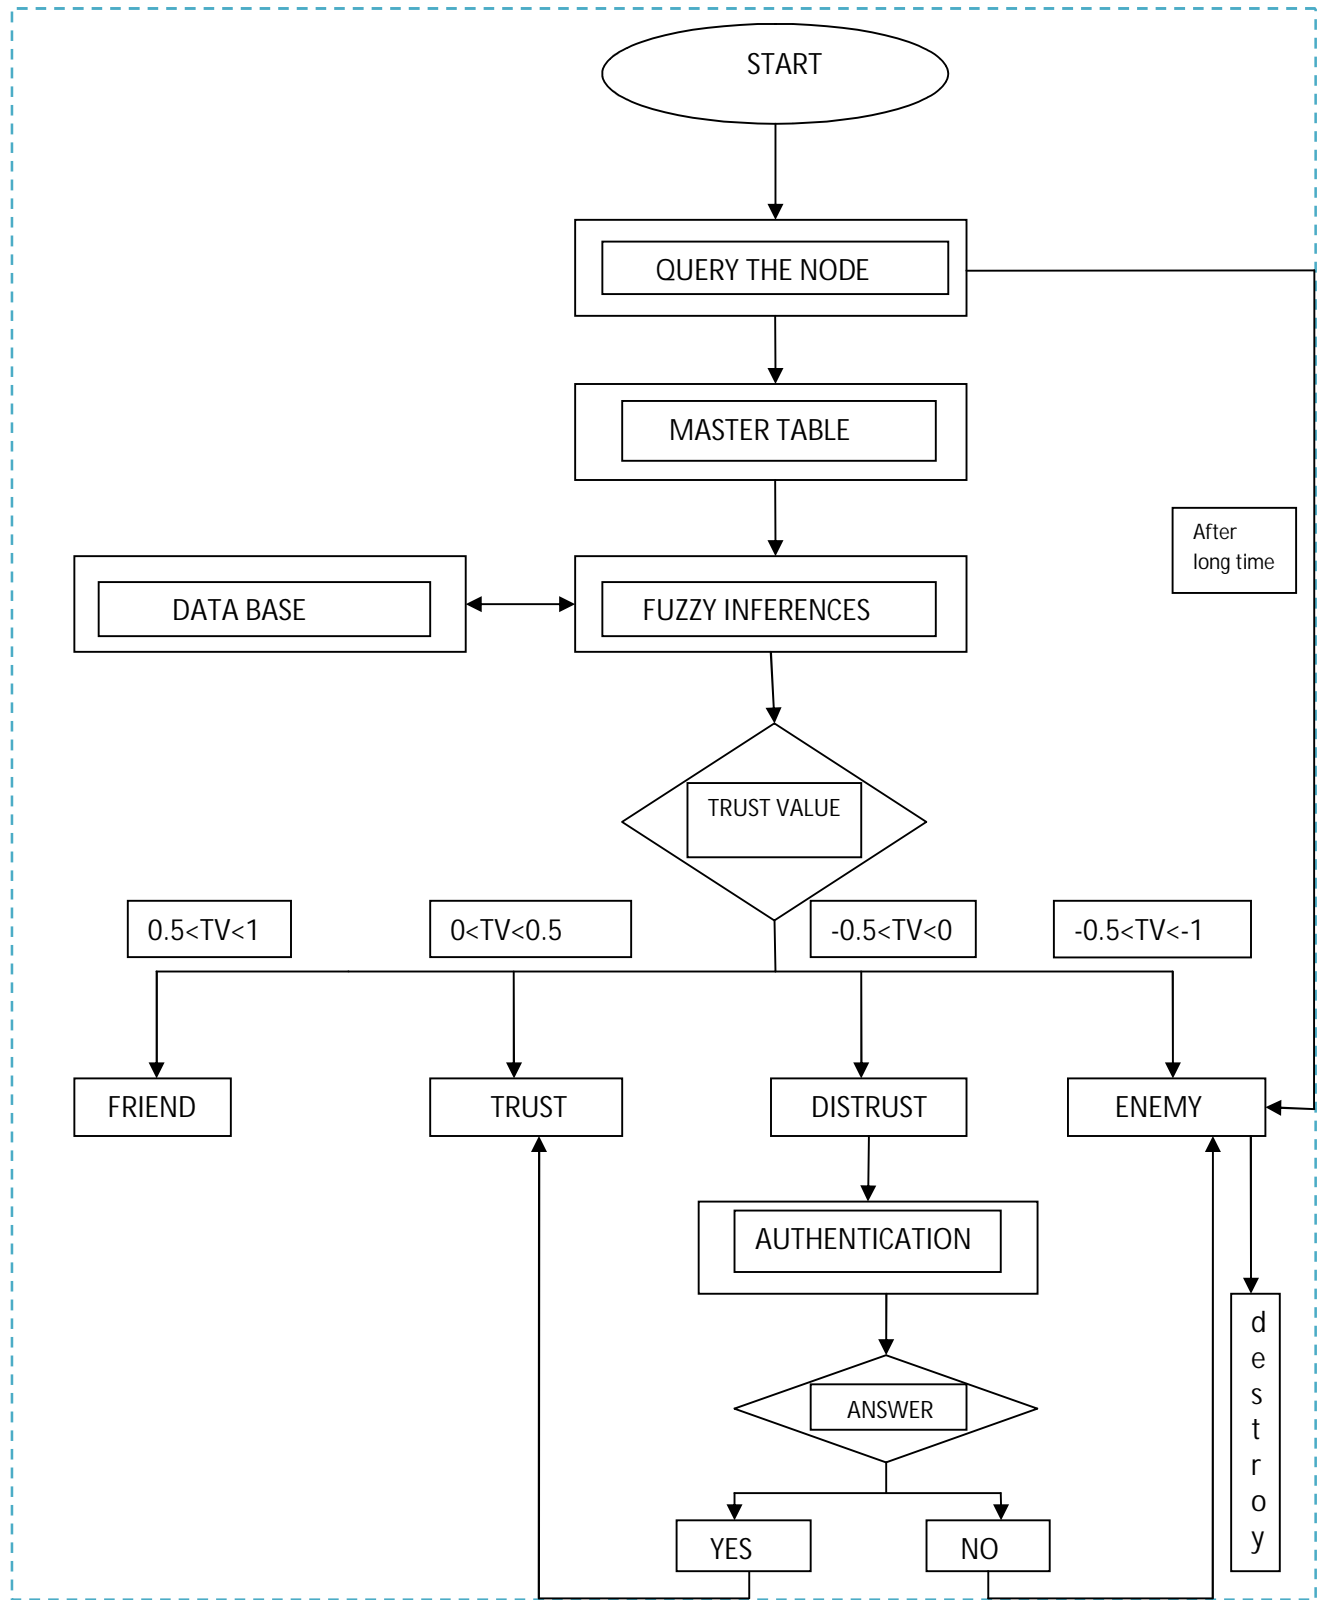 START
QUERY THE NODE
MASTER TABLE
After
long time
DATA BASE
FUZZY INFERENCES
TRUST VALUE
0.5<TV<1
0<TV<0.5
-0.5<TV<0
-0.5<TV<-1
FRIEND
TRUST
DISTRUST
ENEMY
AUTHENTICATION
d
e
s
t
r
o
y
ANSWER
YES
NO